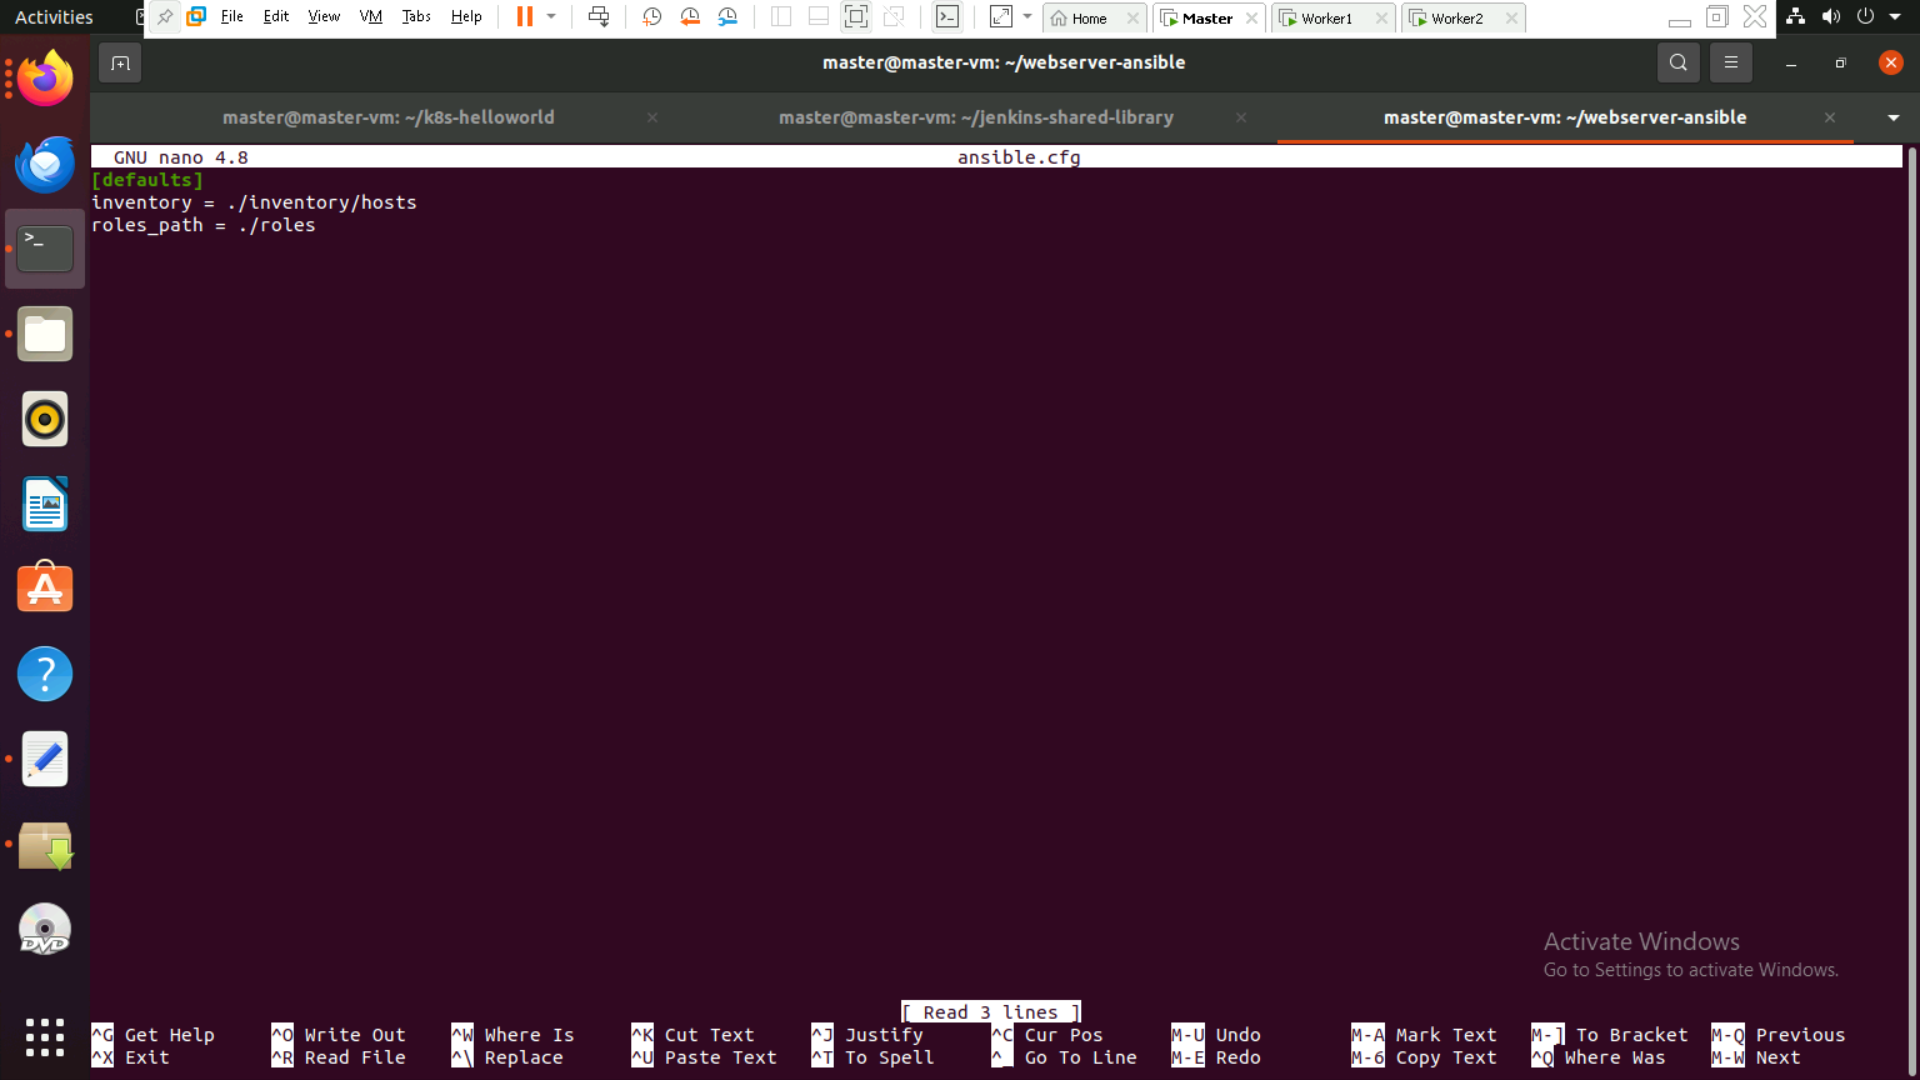 Activities
File Edit View VM Tabs Help
Home Master Worker1 Worker2
master@master-vm: ~/webserver-ansible
master@master-vm: ~/k8s-helloworld
master@master-vm: ~/jenkins-shared-library
master@master-vm: ~/webserver-ansible
GNU nano 4.8 ansible.cfg
[defaults]
inventory = ./inventory/hosts
roles_path = ./roles
DVD
Activate Windows
Go to Settings to activate Windows.
[ Read 3 lines ]
^G Get Help ^O Write Out ^W Where Is ^K Cut Text ^J Justify ^C Cur Pos M-U Undo M-A Mark Text M-] To Bracket M-Q Previous
^X Exit ^R Read File ^\ Replace ^U Paste Text ^T To Spell ^_ Go To Line M-E Redo M-6 Copy Text ^Q Where Was M-W Next